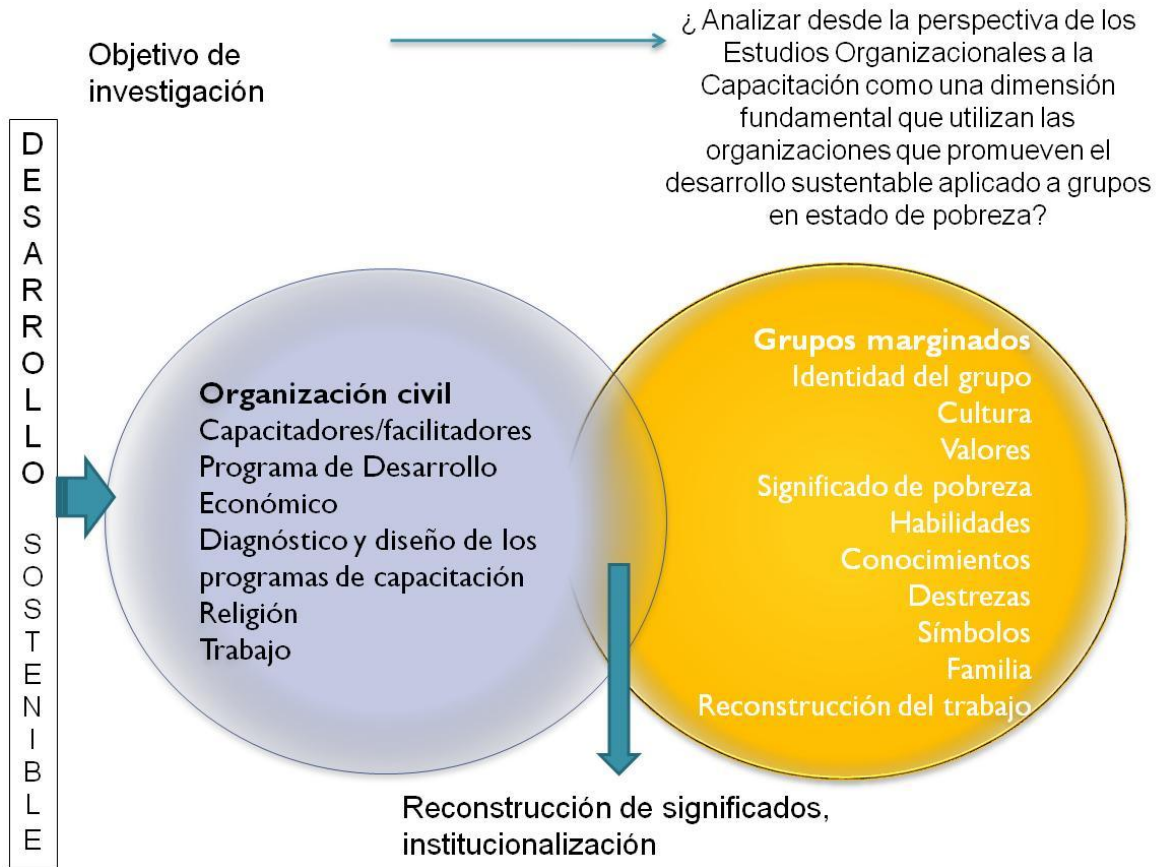 Objetivo de
investigación
¿ Analizar desde la perspectiva de los
Estudios Organizacionales a la
Capacitación como una dimensión
fundamental que utilizan las
organizaciones que promueven el
desarrollo sustentable aplicado a grupos
en estado de pobreza?
DESARROLLO SOSTENIBLE
Organización civil
Capacitadores/facilitadores
Programa de Desarrollo
Económico
Diagnóstico y diseño de los
programas de capacitación
Religión
Trabajo
Grupos marginados
Identidad del grupo
Cultura
Valores
Significado de pobreza
Habilidades
Conocimientos
Destrezas
Símbolos
Familia
Reconstrucción del trabajo
Reconstrucción de significados,
institucionalización